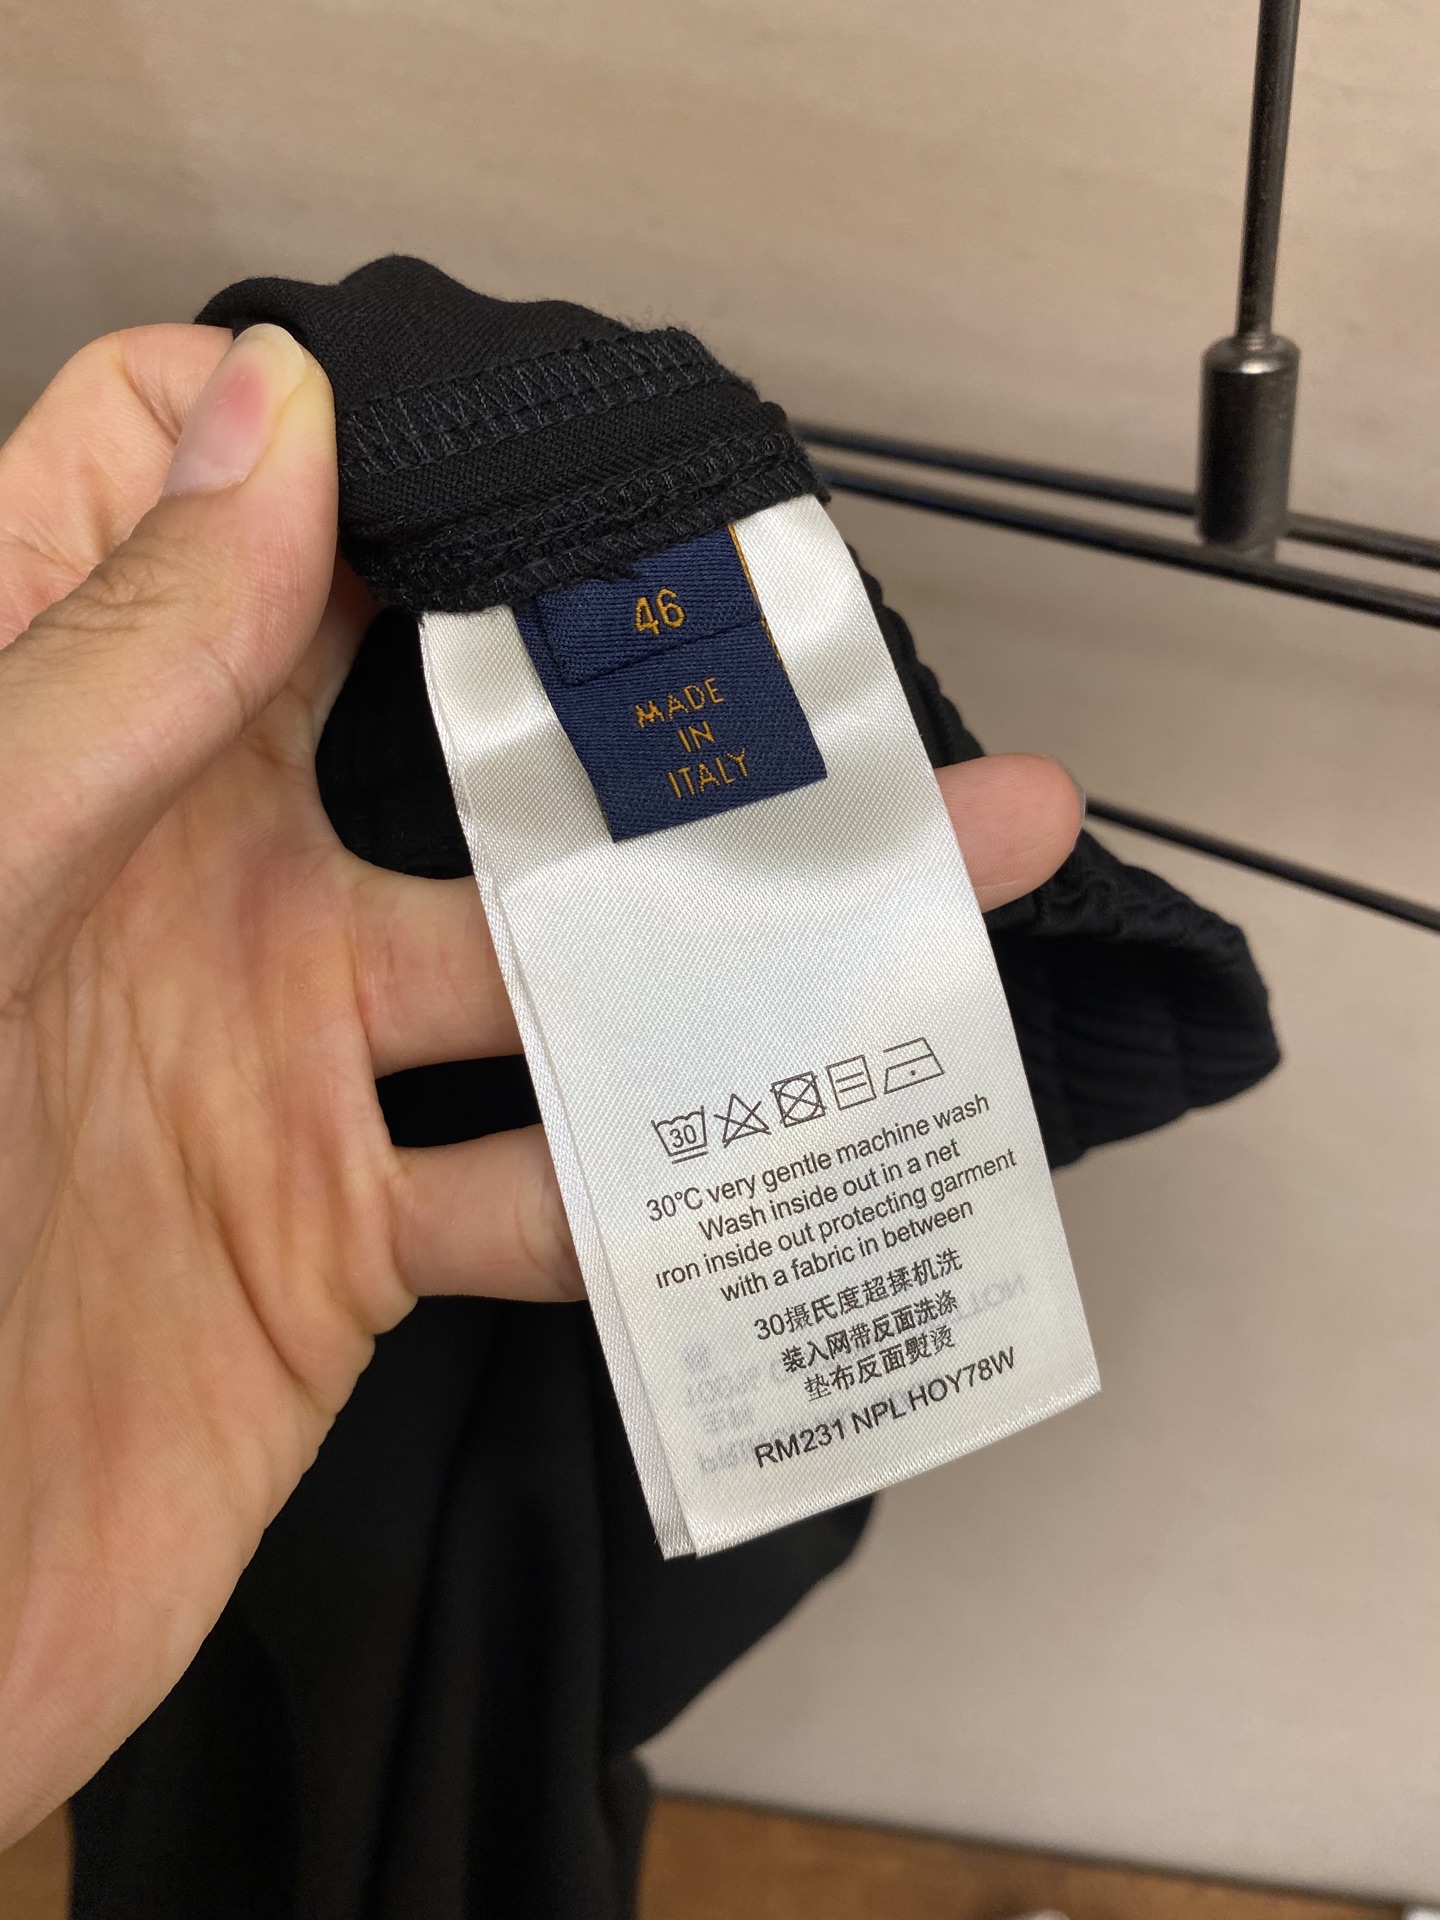 46
MADE
IN
ITALY
30
30°C very gentle machine wash
Wash inside out in a net
Iron inside out protecting garment
with a fabric in between
30摄氏度超揉机洗
装入网带反面洗涤
垫布反面熨烫
RM231 NPL HOY78W